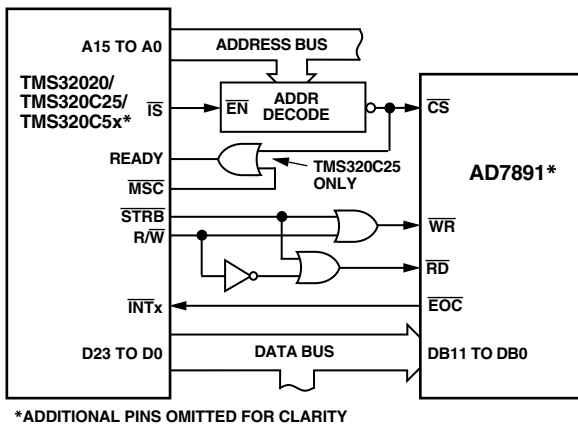 A15 TO A0
ADDRESS BUS
TMS32020/
TMS320C25/
TMS320C5x*
IS
EN
ADDR
DECODE
CS
READY
TMS320C25
ONLY
MSC
AD7891*
STRB
R/W
WR
RD
INTx
EOC
D23 TO D0
DATA BUS
DB11 TO DB0
*ADDITIONAL PINS OMITTED FOR CLARITY